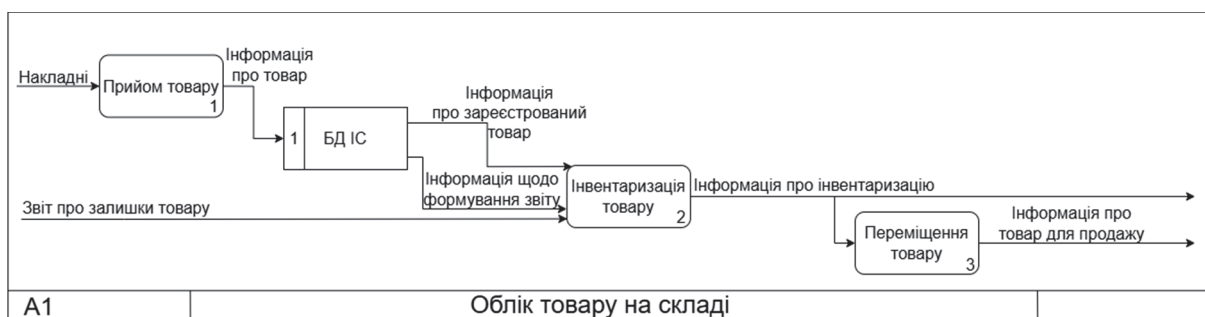 Накладні
Прийом товару
1
Інформація
про товар
1
БД ІС
Інформація
про зареєстрований
товар
Інформація щодо
формування звіту
Звіт про залишки товару
Інвентаризація
товару
2
Інформація про інвентаризацію
Переміщення
товару
3
Інформація про
товар для продажу
А1
Облік товару на складі